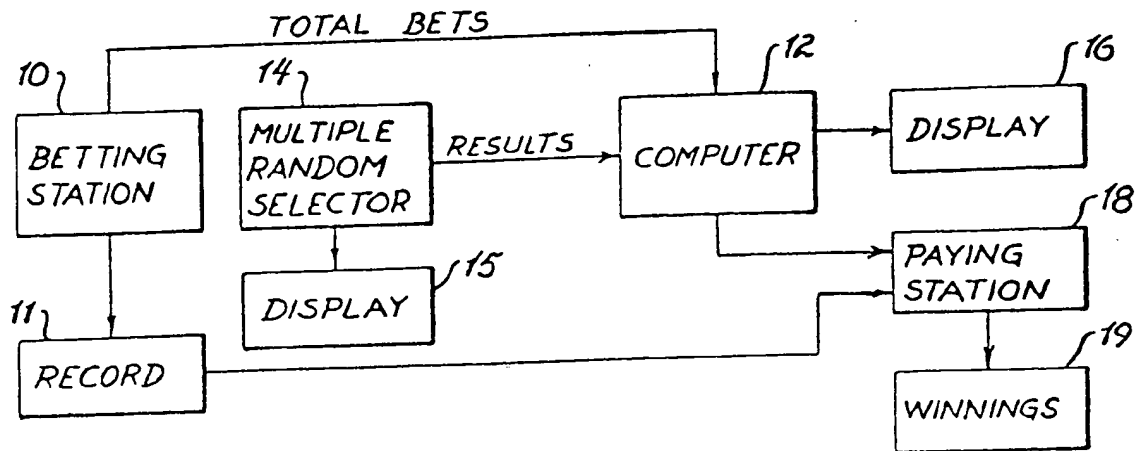 TOTAL BETS
10
BETTING
STATION
14
MULTIPLE
RANDOM
SELECTOR
RESULTS
12
COMPUTER
16
DISPLAY
15
DISPLAY
18
PAYING
STATION
11
RECORD
19
WINNINGS